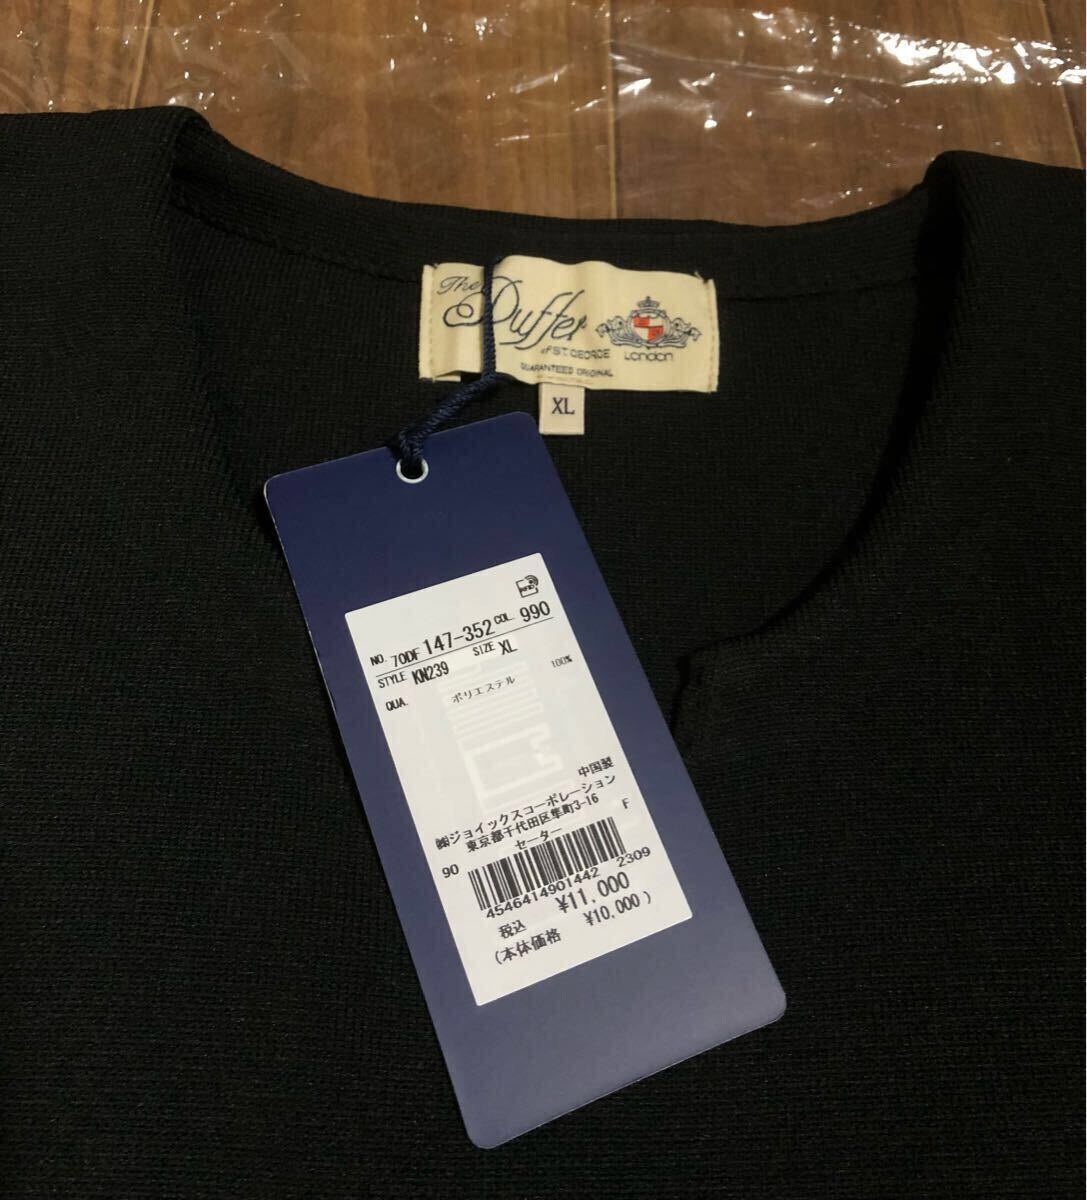 The
Duffer
OF ST. GEORGE
London
GUARANTEED ORIGINAL
XL
NO. 70DF 147-352 COL. 990
STYLE KN239 SIZE XL
QUA. ポリエステル 100%
中国製
㈱ジョイックスコーポレーション
東京都千代田区隼町3-16
セーター F
90
4546414901442 2309
税込 ¥11,000
(本体価格 ¥10,000)